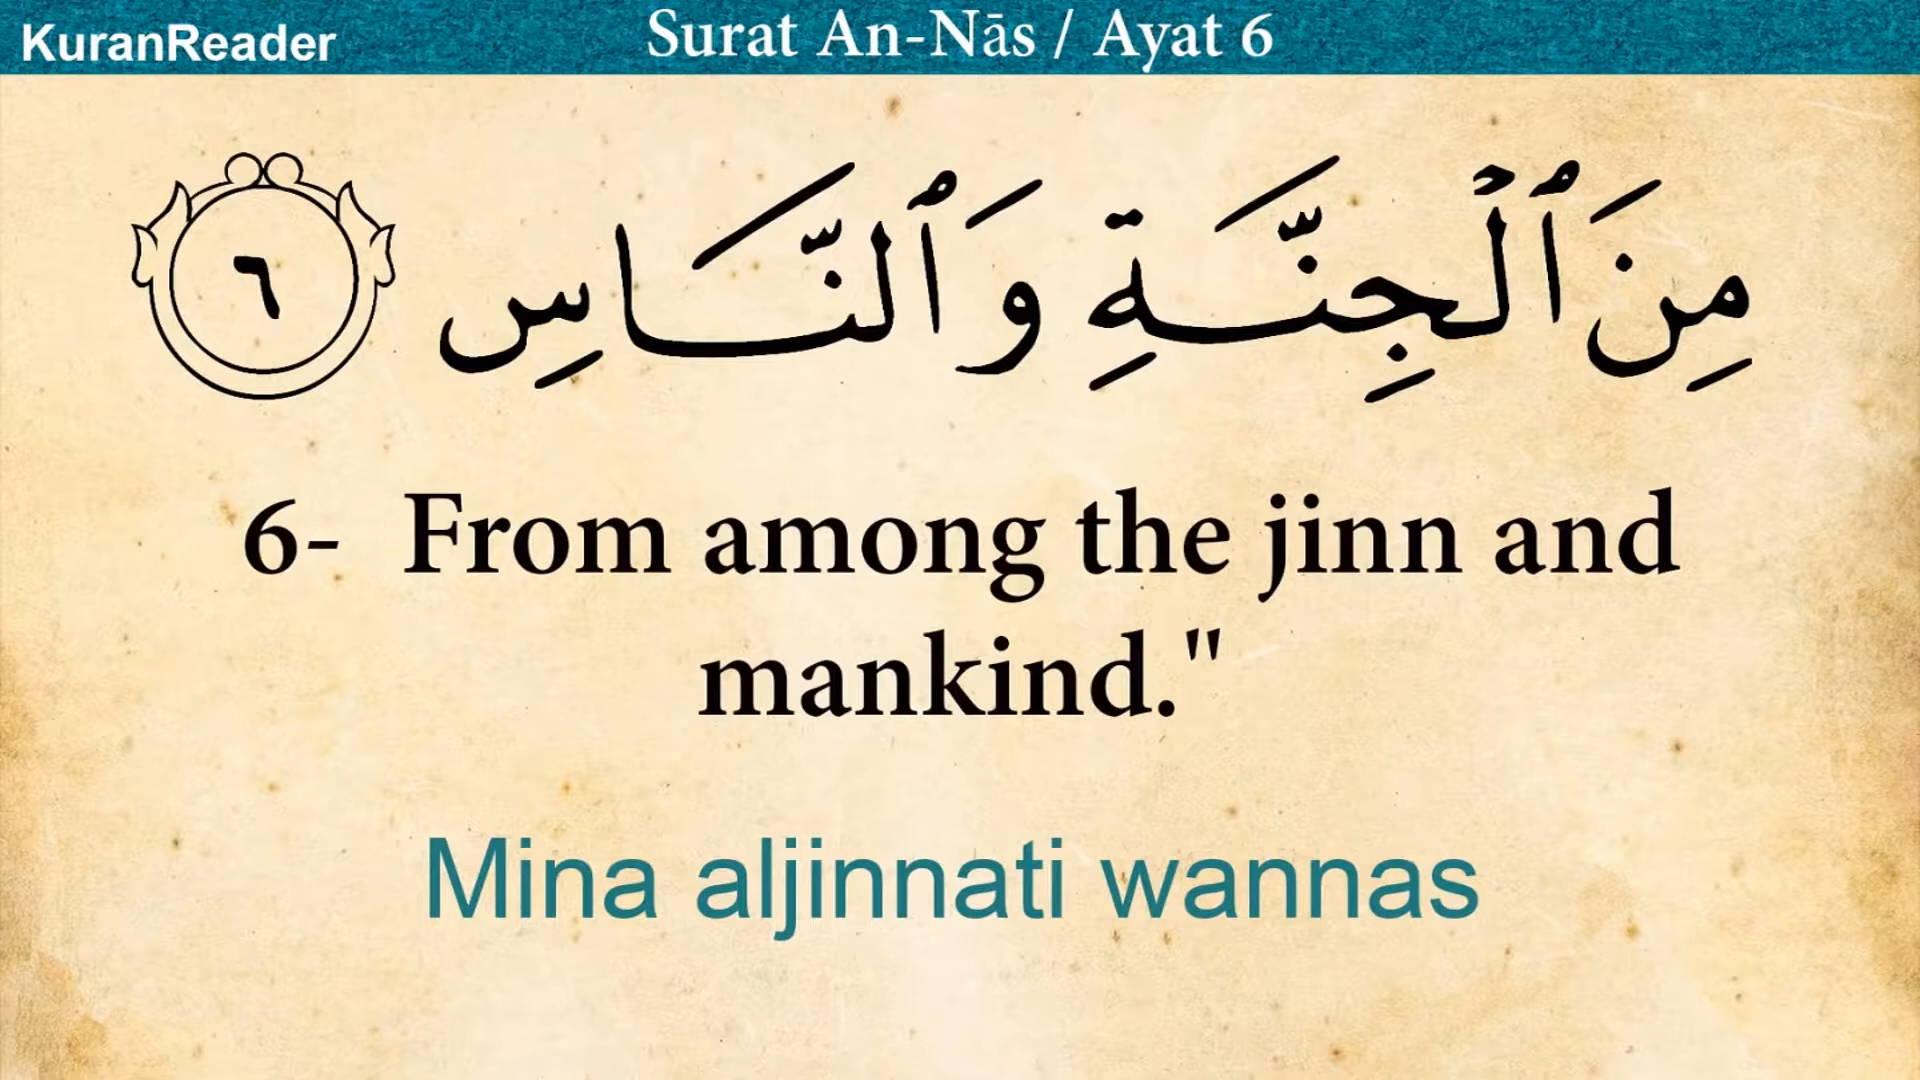 KuranReader
Surat An-Nās / Ayat 6
مِنَ ٱلْجِنَّةِ وَٱلنَّاسِ ٦
6- From among the jinn and
mankind."
Mina aljinnati wannas